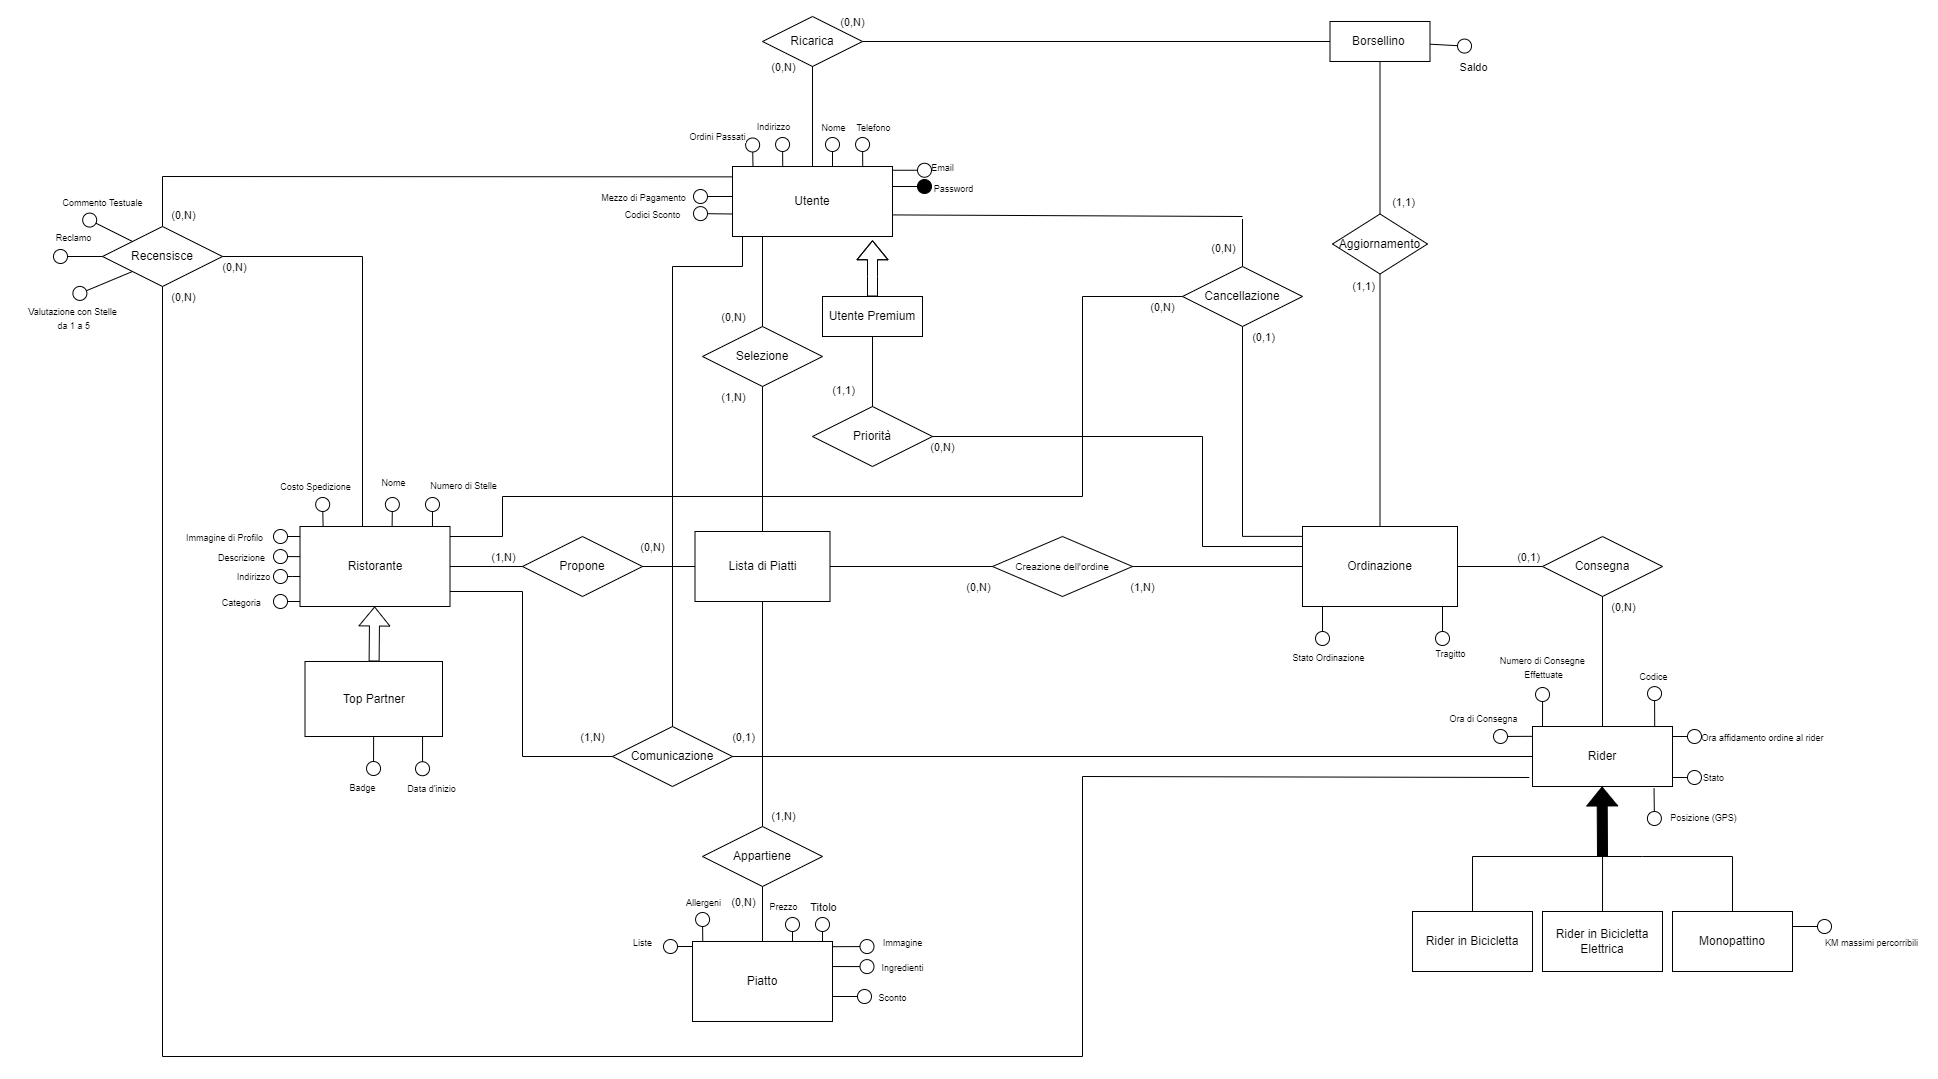 (0,N)
Ricarica
Borsellino
(0,N)
Saldo
Ordini Passati
Indirizzo
Nome
Telefono
Email
Password
Mezzo di Pagamento
Codici Sconto
Utente
Commento Testuale
(0,N)
Reclamo
Recensisce
(0,N)
(0,N)
Valutazione con Stelle
da 1 a 5
(1,1)
Aggiornamento
(1,1)
(0,N)
Cancellazione
(0,N)
(0,1)
Utente Premium
(0,N)
Selezione
(1,N)
(1,1)
Priorità
(0,N)
Costo Spedizione
Nome
Numero di Stelle
Immagine di Profilo
Descrizione
Indirizzo
Categoria
Ristorante
(1,N)
Propone
(0,N)
Lista di Piatti
(0,N)
Creazione dell'ordine
(1,N)
Ordinazione
(0,1)
Consegna
(0,N)
Stato Ordinazione
Tragitto
Top Partner
Badge
Data d'inizio
(1,N)
Comunicazione
(0,1)
Numero di Consegne
Effettuate
Codice
Ora di Consegna
Ora affidamento ordine al rider
Rider
Stato
Posizione (GPS)
(1,N)
Appartiene
(0,N)
Allergeni
Prezzo
Titolo
Liste
Immagine
Ingredienti
Sconto
Piatto
Rider in Bicicletta
Rider in Bicicletta
Elettrica
Monopattino
KM massimi percorribili